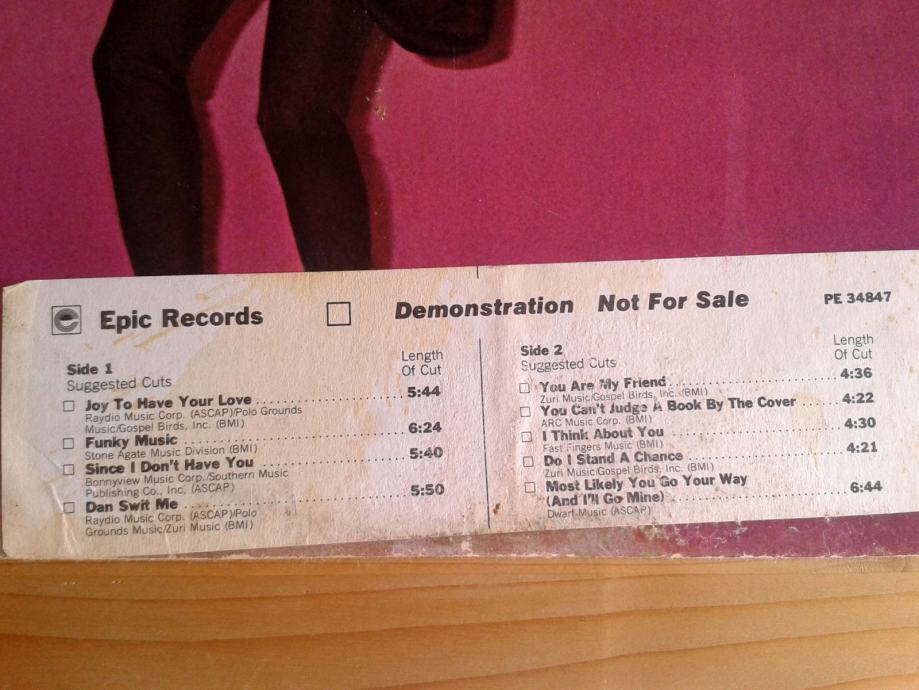 Epic Records
Demonstration Not For Sale
PE 34847
Side 1
Suggested Cuts
Length
Of Cut
Joy To Have Your Love 5:44
Raydio Music Corp. (ASCAP)/Polo Grounds
Music/Gospel Birds, Inc. (BMI)
Funky Music 6:24
Stone Agate Music Division (BMI)
Since I Don't Have You 5:40
Bonnyview Music Corp./Southern Music
Publishing Co., Inc, (ASCAP)
Dan Swit Me 5:50
Raydio Music Corp. (ASCAP)/Polo
Grounds Music/Zuri Music (BMI)
Side 2
Suggested Cuts
Length
Of Cut
You Are My Friend 4:36
Zuri Music/Gospel Birds, Inc. (BMI)
You Can't Judge A Book By The Cover 4:22
ARC Music Corp. (BMI)
I Think About You 4:30
Fast Fingers Music (BMI)
Do I Stand A Chance 4:21
Zuri Music/Gospel Birds, Inc. (BMI)
Most Likely You Go Your Way
(And I'll Go Mine) 6:44
Dwarf Music (ASCAP)